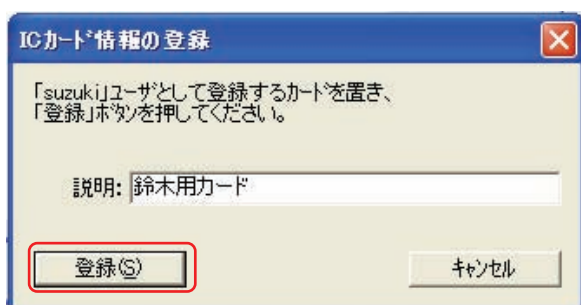 ICカード情報の登録
「suzuki」ユーザとして登録するカードを置き、
「登録」ボタンを押してください。
説明: 鈴木用カード
登録(S)
キャンセル